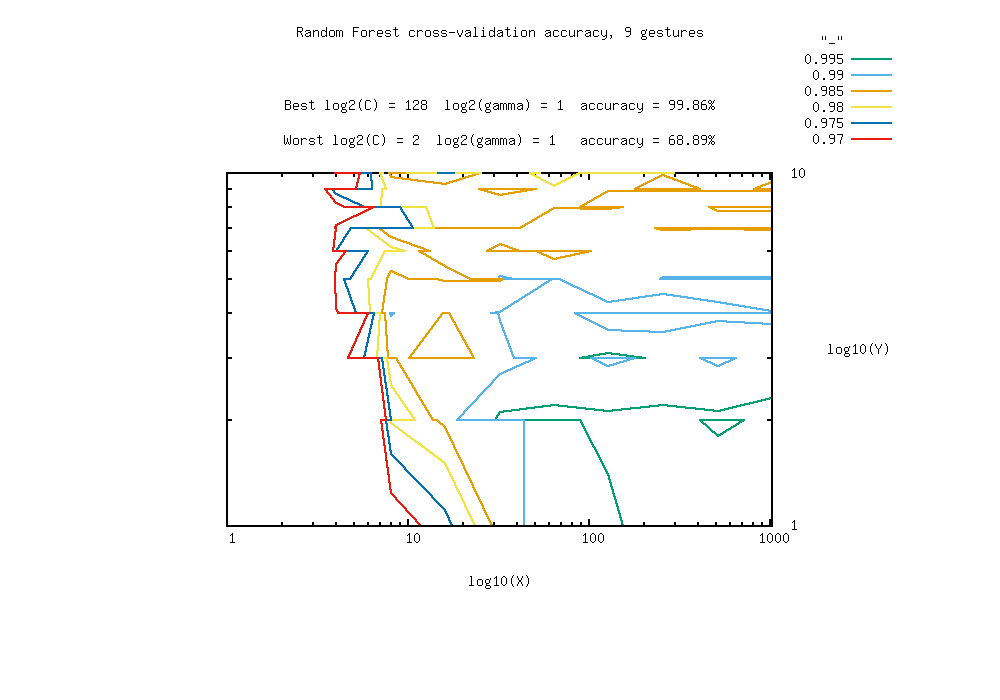 Random Forest cross-validation accuracy, 9 gestures
"_"
0.995
0.99
0.985
0.98
0.975
0.97
Best log2(C) = 128  log2(gamma) = 1  accuracy = 99.86%
Worst log2(C) = 2  log2(gamma) = 1   accuracy = 68.89%
10
log10(Y)
1
1 10 100 1000
log10(X)